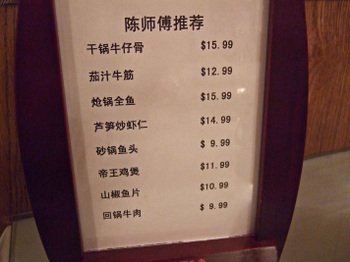 陈师傅推荐
干锅牛仔骨 $15.99
茄汁牛筋 $12.99
炝锅全鱼 $15.99
芦笋炒虾仁 $14.99
砂锅鱼头 $ 9.99
帝王鸡煲 $11.99
山椒鱼片 $10.99
回锅牛肉 $ 9.99